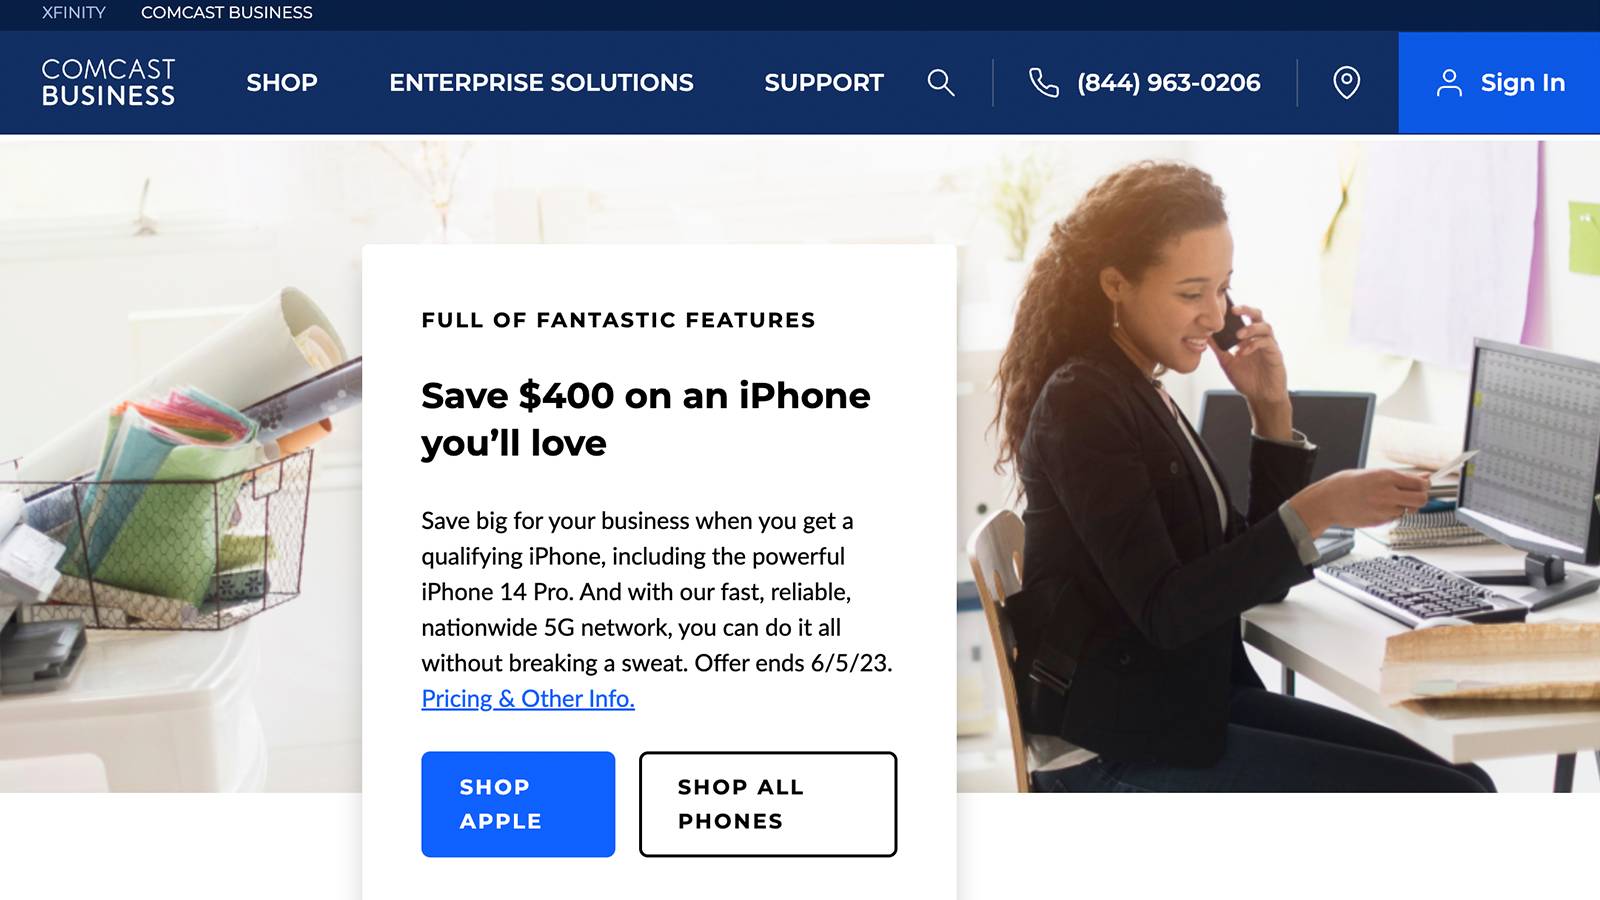 XFINITY COMCAST BUSINESS
COMCAST
BUSINESS
SHOP ENTERPRISE SOLUTIONS SUPPORT (844) 963-0206 Sign In
FULL OF FANTASTIC FEATURES
Save $400 on an iPhone
you’ll love
Save big for your business when you get a
qualifying iPhone, including the powerful
iPhone 14 Pro. And with our fast, reliable,
nationwide 5G network, you can do it all
without breaking a sweat. Offer ends 6/5/23.
Pricing & Other Info.
SHOP
APPLE
SHOP ALL
PHONES